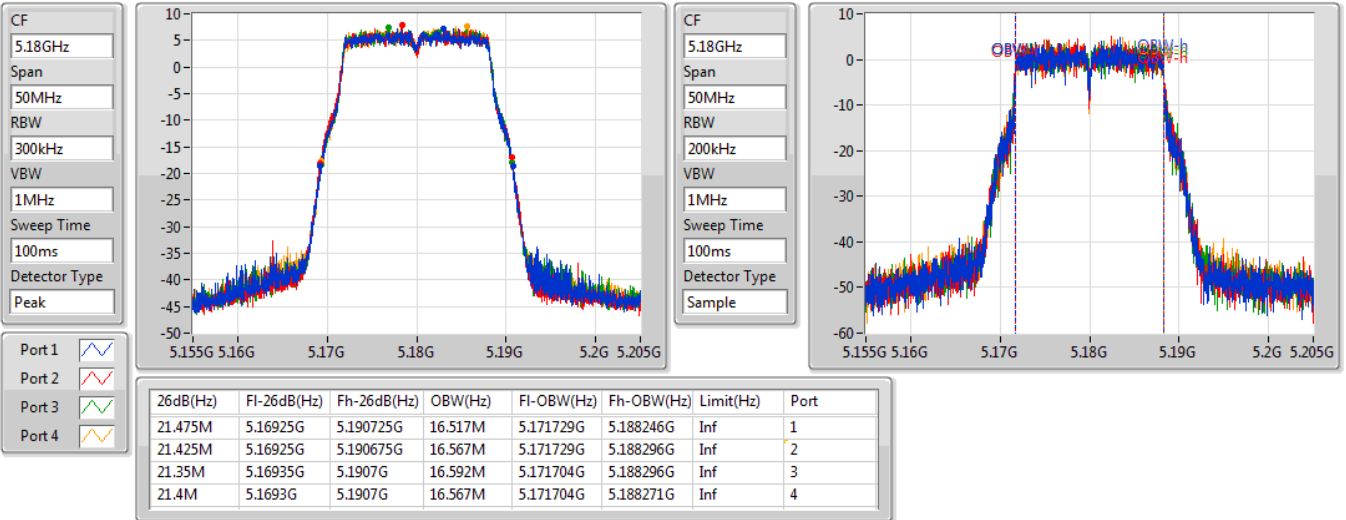 CF
5.18GHz
Span
50MHz
RBW
300kHz
VBW
1MHz
Sweep Time
100ms
Detector Type
Peak
10
5
0
-5
-10
-15
-20
-25
-30
-35
-40
-45
-50
5.155G 5.16G 5.17G 5.18G 5.19G 5.2G 5.205G
CF
5.18GHz
Span
50MHz
RBW
200kHz
VBW
1MHz
Sweep Time
100ms
Detector Type
Sample
10
0
-10
-20
-30
-40
-50
-60
OBW-h
OBW-h
5.155G 5.16G 5.17G 5.18G 5.19G 5.2G 5.205G
Port 1
Port 2
Port 3
Port 4
26dB(Hz) Fl-26dB(Hz) Fh-26dB(Hz) OBW(Hz) Fl-OBW(Hz) Fh-OBW(Hz) Limit(Hz) Port
21.475M 5.16925G 5.190725G 16.517M 5.171729G 5.188246G Inf 1
21.425M 5.16925G 5.190675G 16.567M 5.171729G 5.188296G Inf 2
21.35M 5.16935G 5.1907G 16.592M 5.171704G 5.188296G Inf 3
21.4M 5.1693G 5.1907G 16.567M 5.171704G 5.188271G Inf 4